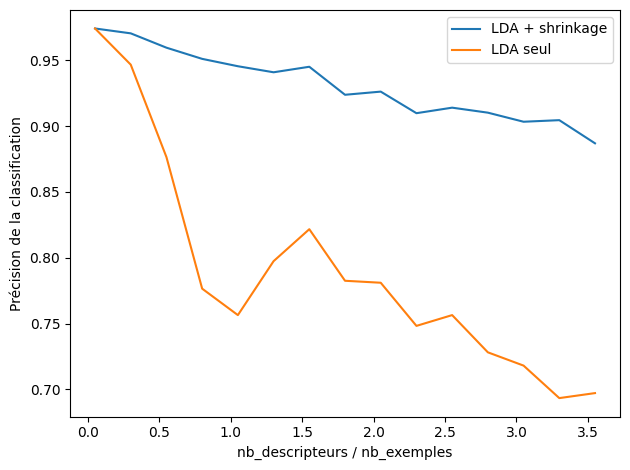 LDA + shrinkage
LDA seul
Précision de la classification
0.95
0.90
0.85
0.80
0.75
0.70
0.0 0.5 1.0 1.5 2.0 2.5 3.0 3.5
nb_descripteurs / nb_exemples